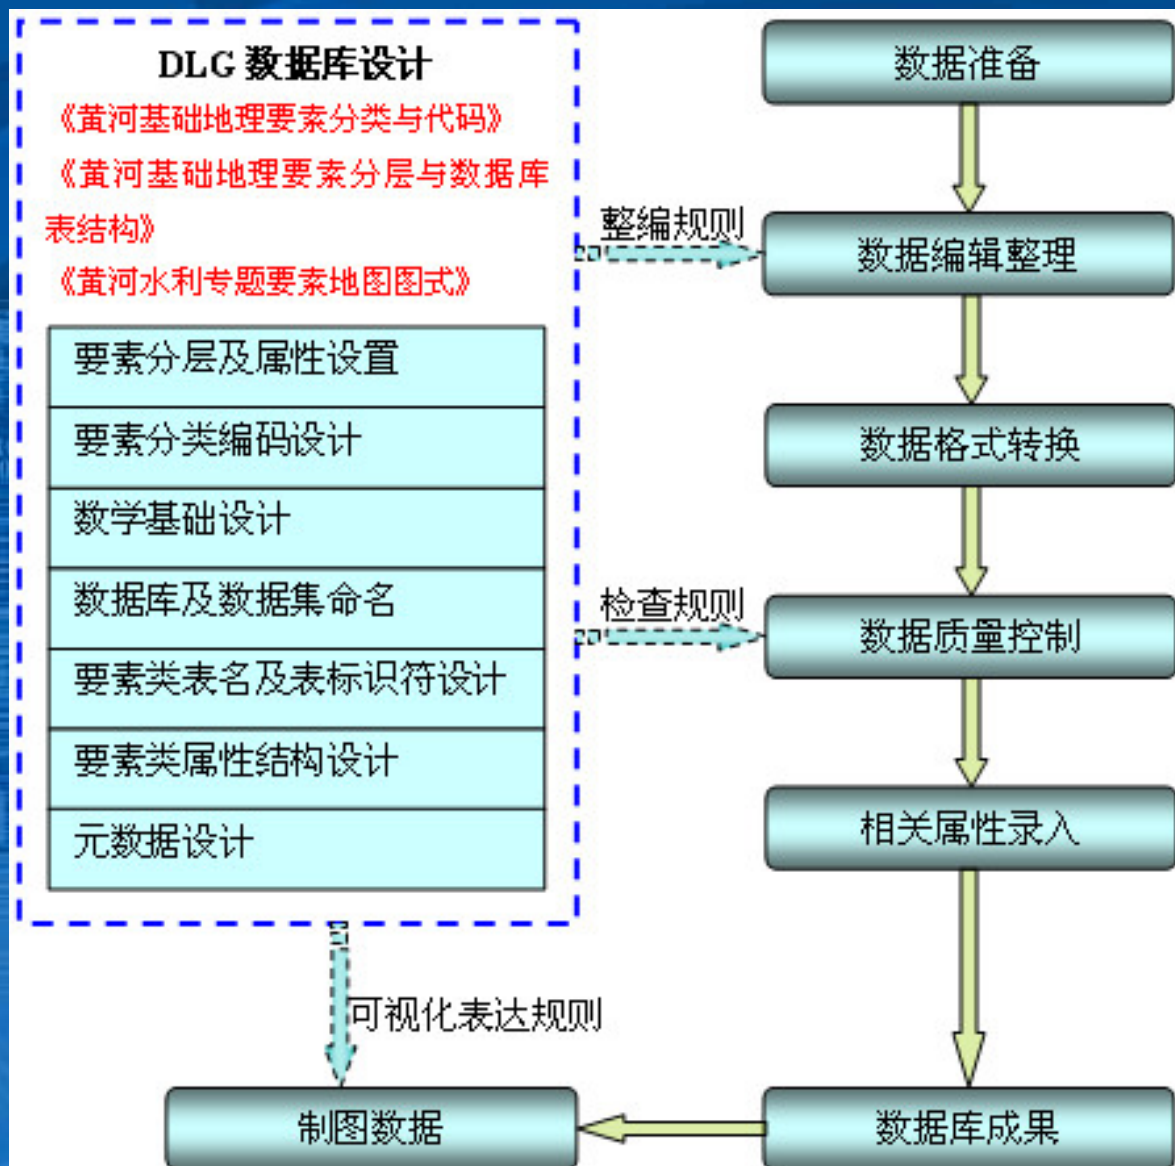 DLG 数据库设计
《黄河基础地理要素分类与代码》
《黄河基础地理要素分层与数据库
表结构》
《黄河水利专题要素地图图式》
要素分层及属性设置
要素分类编码设计
数学基础设计
数据库及数据集命名
要素类表名及表标识符设计
要素类属性结构设计
元数据设计
整编规则
检查规则
可视化表达规则
数据准备
数据编辑整理
数据格式转换
数据质量控制
相关属性录入
数据库成果
制图数据